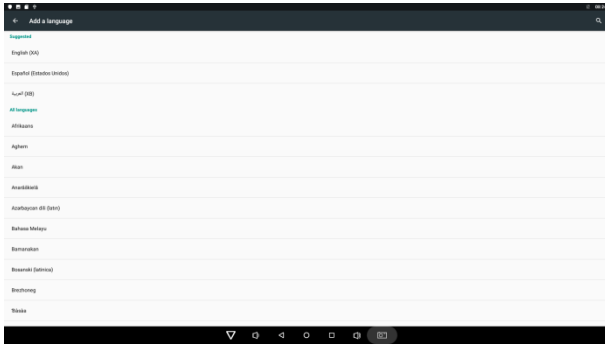 Add a language
Suggested
English (XA)
Español (Estados Unidos)
العربية (XB)
All languages
Afrikaans
Aghem
Akan
Azərbaycan dili (latın)
Bahasa Melayu
Bamanakan
Bosanski (latinica)
Brezhoneg